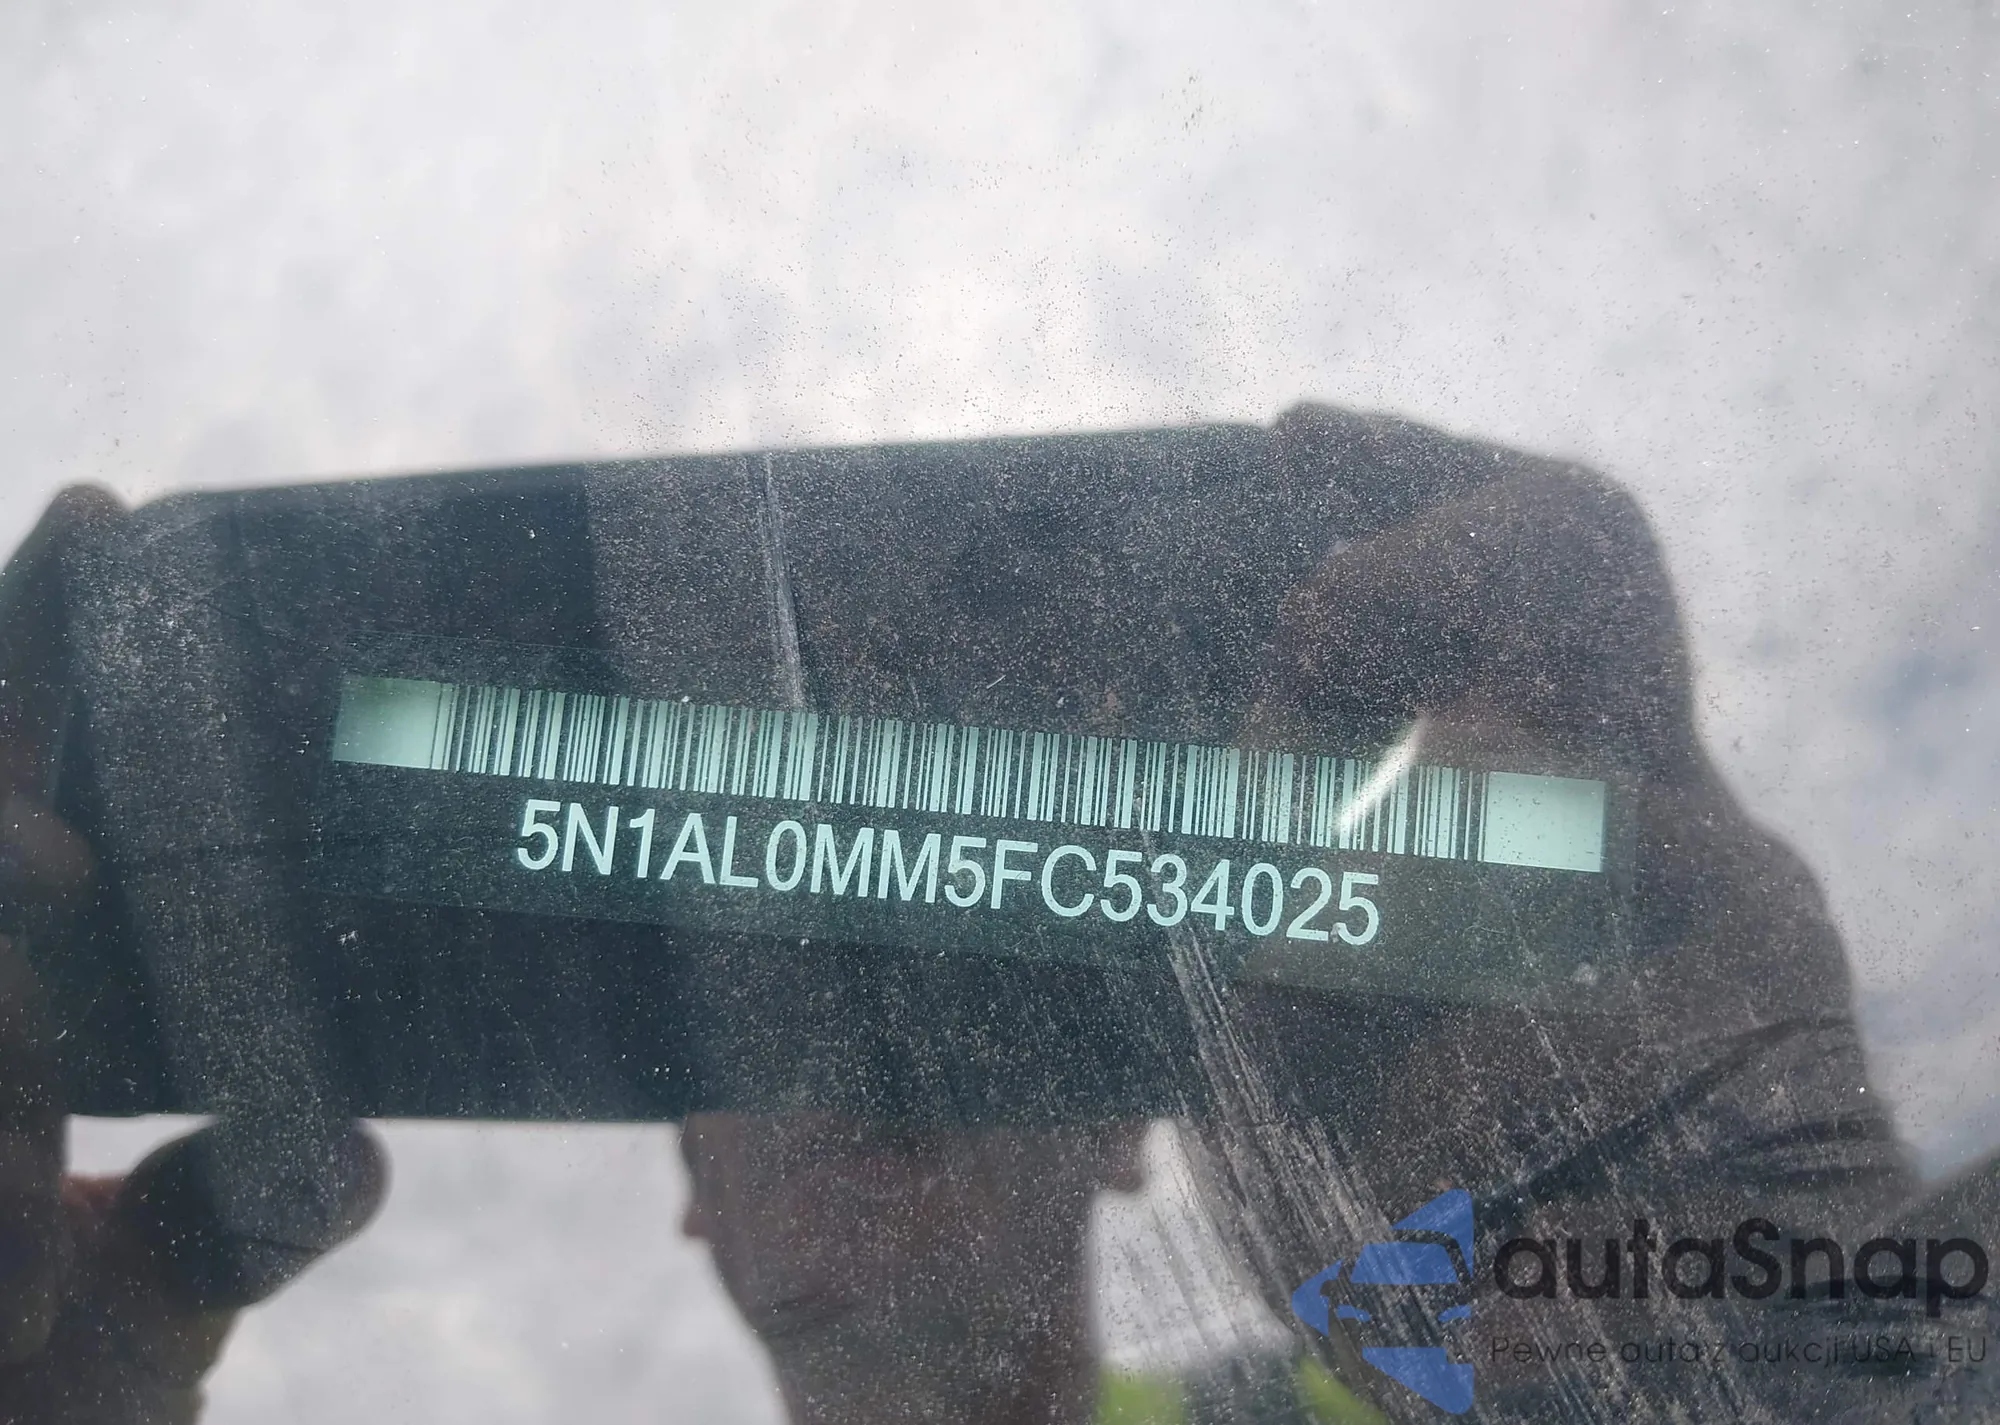 5N1AL0MM5FC534025
autaSnap
Pewne auta z aukcji USA i EU